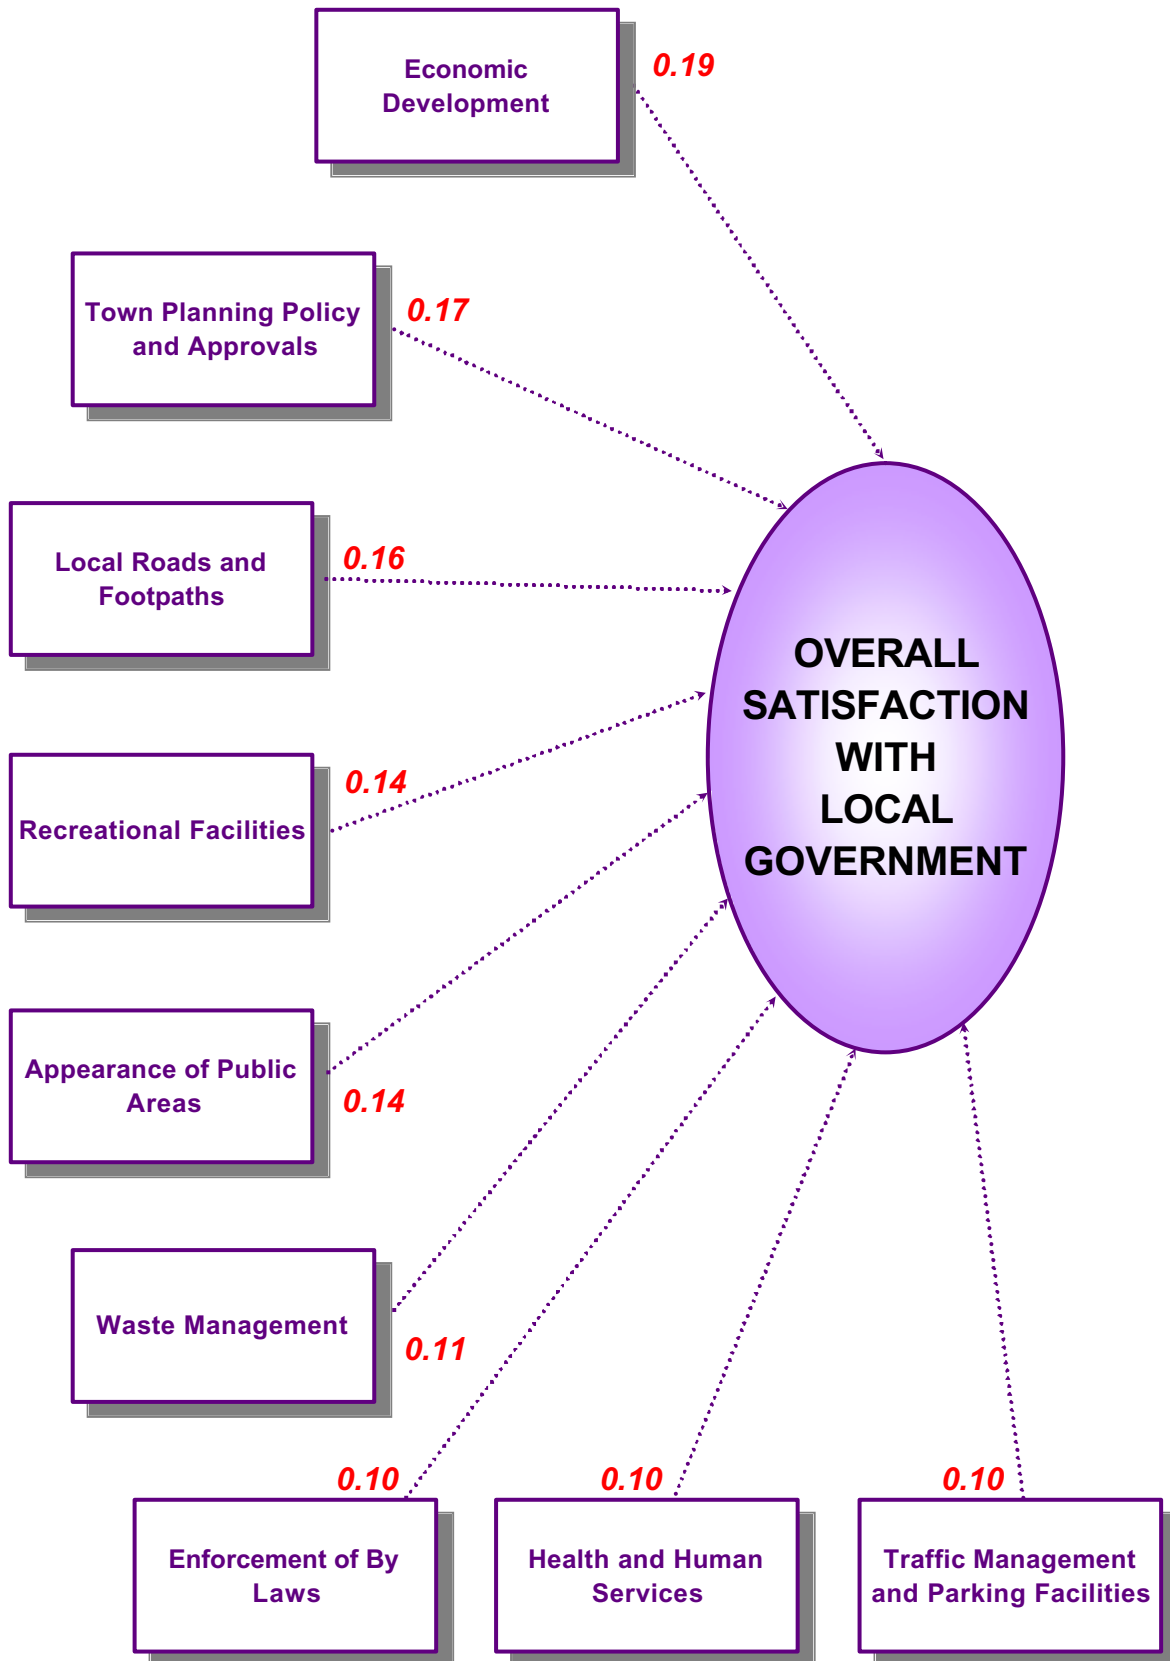 Economic
Development
0.19
Town Planning Policy
and Approvals
0.17
Local Roads and
Footpaths
0.16
OVERALL
SATISFACTION
WITH
LOCAL
GOVERNMENT
Recreational Facilities
0.14
Appearance of Public
Areas
0.14
Waste Management
0.11
0.10
Enforcement of By
Laws
0.10
Health and Human
Services
0.10
Traffic Management
and Parking Facilities